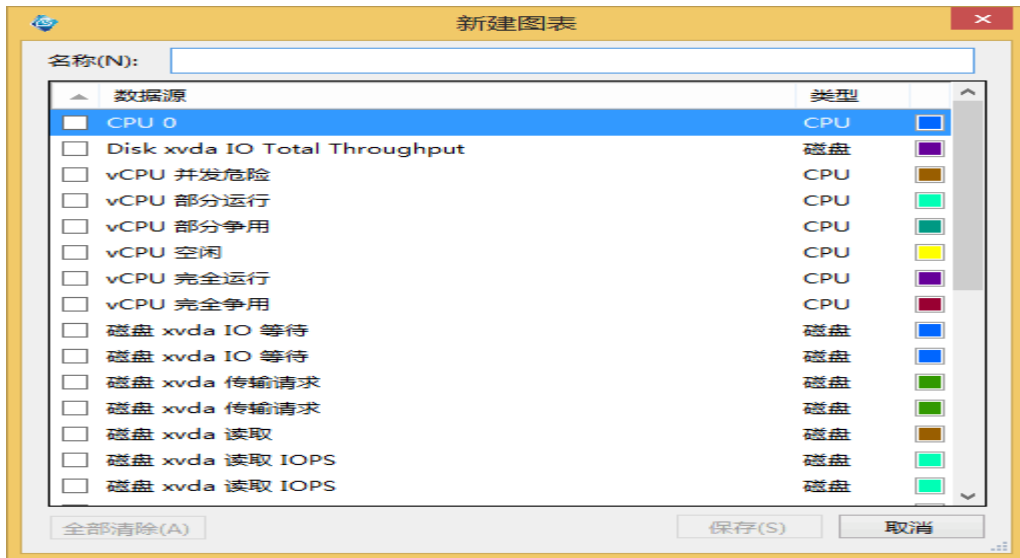 新建图表
名称(N):
数据源 类型
CPU 0 CPU
Disk xvda IO Total Throughput 磁盘
vCPU 并发危险 CPU
vCPU 部分运行 CPU
vCPU 部分争用 CPU
vCPU 空闲 CPU
vCPU 完全运行 CPU
vCPU 完全争用 CPU
磁盘 xvda IO 等待 磁盘
磁盘 xvda IO 等待 磁盘
磁盘 xvda 传输请求 磁盘
磁盘 xvda 传输请求 磁盘
磁盘 xvda 读取 磁盘
磁盘 xvda 读取 IOPS 磁盘
磁盘 xvda 读取 IOPS 磁盘
全部清除(A) 保存(S) 取消